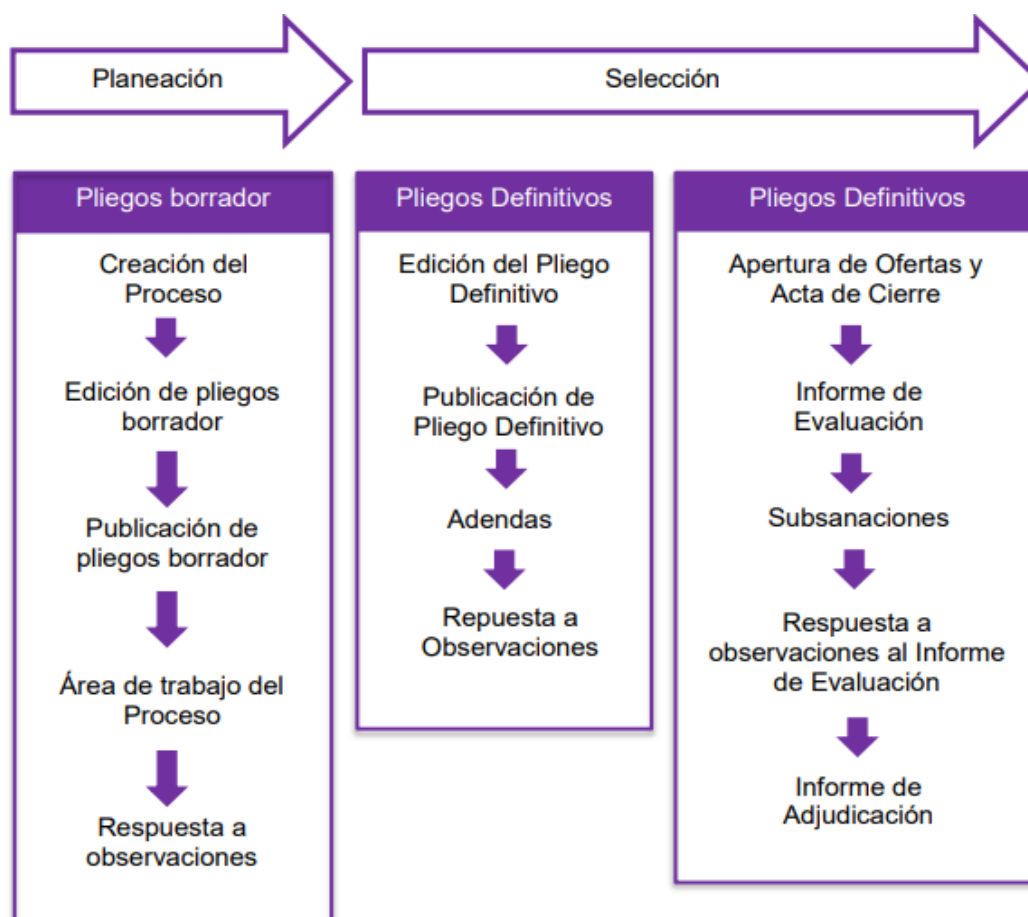 Planeación
Selección
Pliegos borrador
Creación del
Proceso
Edición de pliegos
borrador
Publicación de
pliegos borrador
Área de trabajo del
Proceso
Respuesta a
observaciones
Pliegos Definitivos
Edición del Pliego
Definitivo
Publicación de
Pliego Definitivo
Adendas
Repuesta a
Observaciones
Pliegos Definitivos
Apertura de Ofertas y
Acta de Cierre
Informe de
Evaluación
Subsanaciones
Respuesta a
observaciones al Informe
de Evaluación
Informe de
Adjudicación